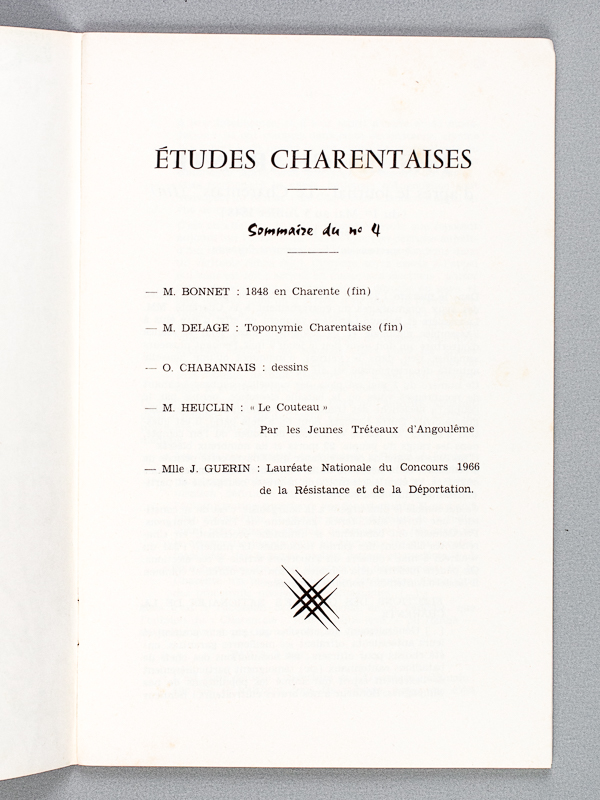 ÉTUDES CHARENTAISES
Sommaire du nº 4
— M. BONNET : 1848 en Charente (fin)
— M. DELAGE : Toponymie Charentaise (fin)
— O. CHABANNAIS : dessins
— M. HEUCLIN : « Le Couteau »
Par les Jeunes Tréteaux d'Angoulême
— Mlle J. GUERIN : Lauréate Nationale du Concours 1966
de la Résistance et de la Déportation.